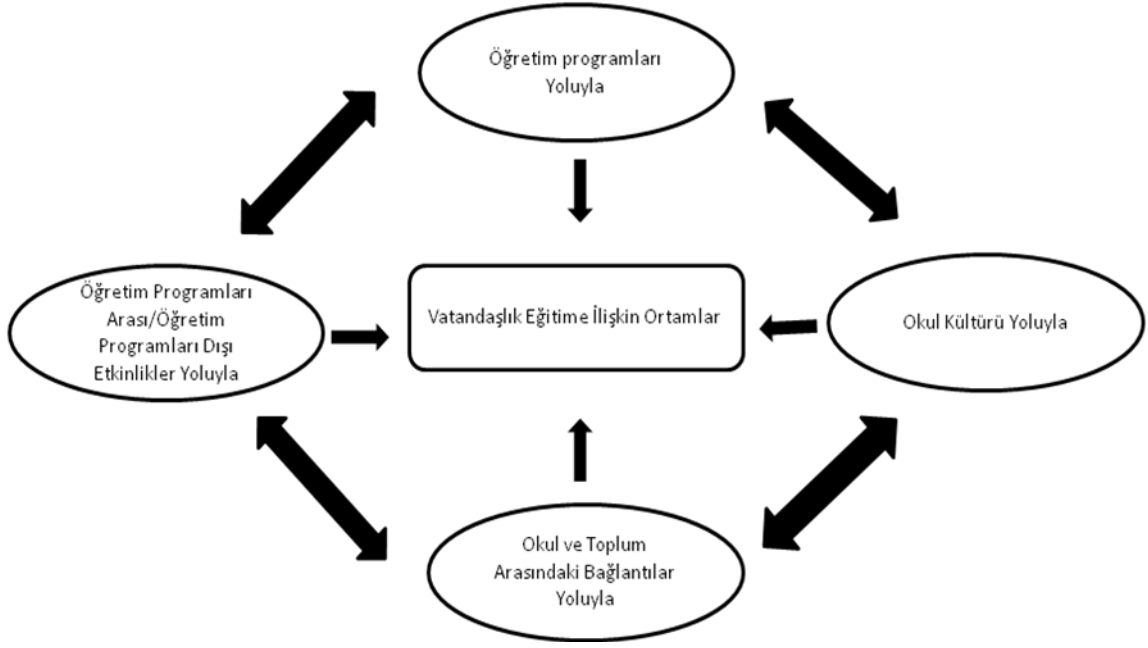 Öğretim programları
Yoluyla
Öğretim Programları
Arası/Öğretim
Programları Dışı
Etkinlikler Yoluyla
Vatandaşlık Eğitime İlişkin Ortamlar
Okul Kültürü Yoluyla
Okul ve Toplum
Arasındaki Bağlantılar
Yoluyla